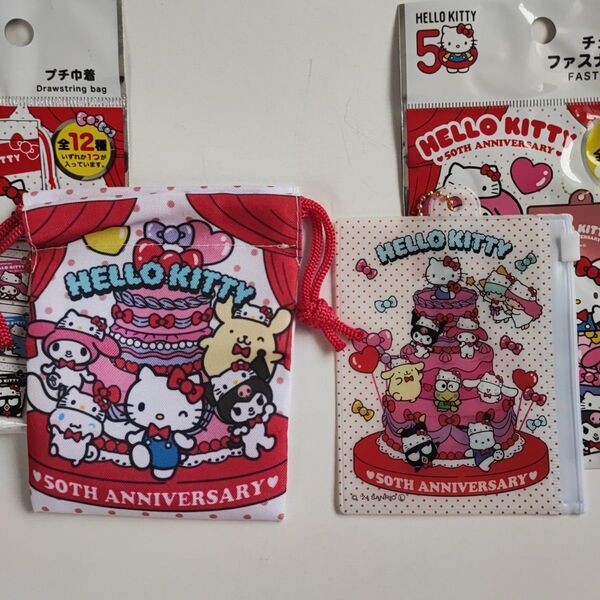 プチ巾着
Drawstring bag
全12種
いずれか1つが
入っています。
HELLO KITTY
50TH ANNIVERSARY
HELLO KITTY
50
チ
ファスナ
FAST
HELLO KITTY
50TH ANNIVERSARY
HELLO KITTY
50TH ANNIVERSARY